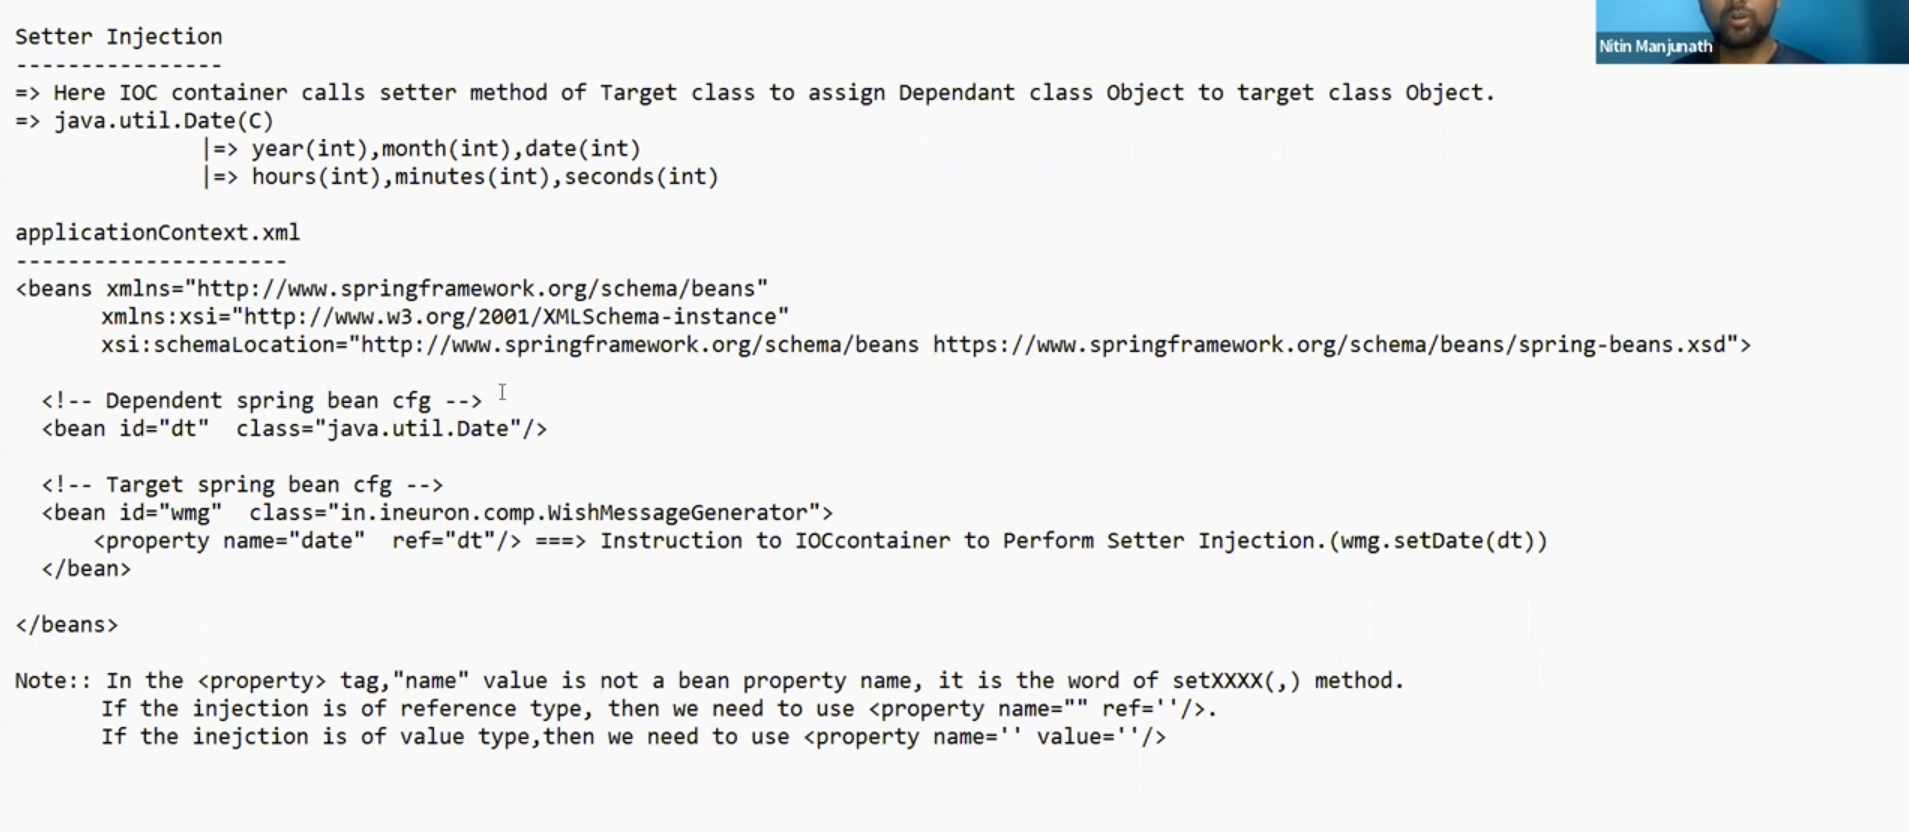 Setter Injection
----------------
=> Here IOC container calls setter method of Target class to assign Dependant class Object to target class Object.
=> java.util.Date(C)
|=> year(int),month(int),date(int)
|=> hours(int),minutes(int),seconds(int)
applicationContext.xml
---------------------
<beans xmlns="http://www.springframework.org/schema/beans"
xmlns:xsi="http://www.w3.org/2001/XMLSchema-instance"
xsi:schemaLocation="http://www.springframework.org/schema/beans https://www.springframework.org/schema/beans/spring-beans.xsd">
<!-- Dependent spring bean cfg -->
<bean id="dt"  class="java.util.Date"/>
<!-- Target spring bean cfg -->
<bean id="wmg"  class="in.ineuron.comp.WishMessageGenerator">
<property name="date"  ref="dt"/> ===> Instruction to IOCcontainer to Perform Setter Injection.(wmg.setDate(dt))
</bean>
</beans>
Note:: In the <property> tag,"name" value is not a bean property name, it is the word of setXXXX(,) method.
If the injection is of reference type, then we need to use <property name="" ref=''/>.
If the inejction is of value type,then we need to use <property name='' value=''/>
Nitin Manjunath